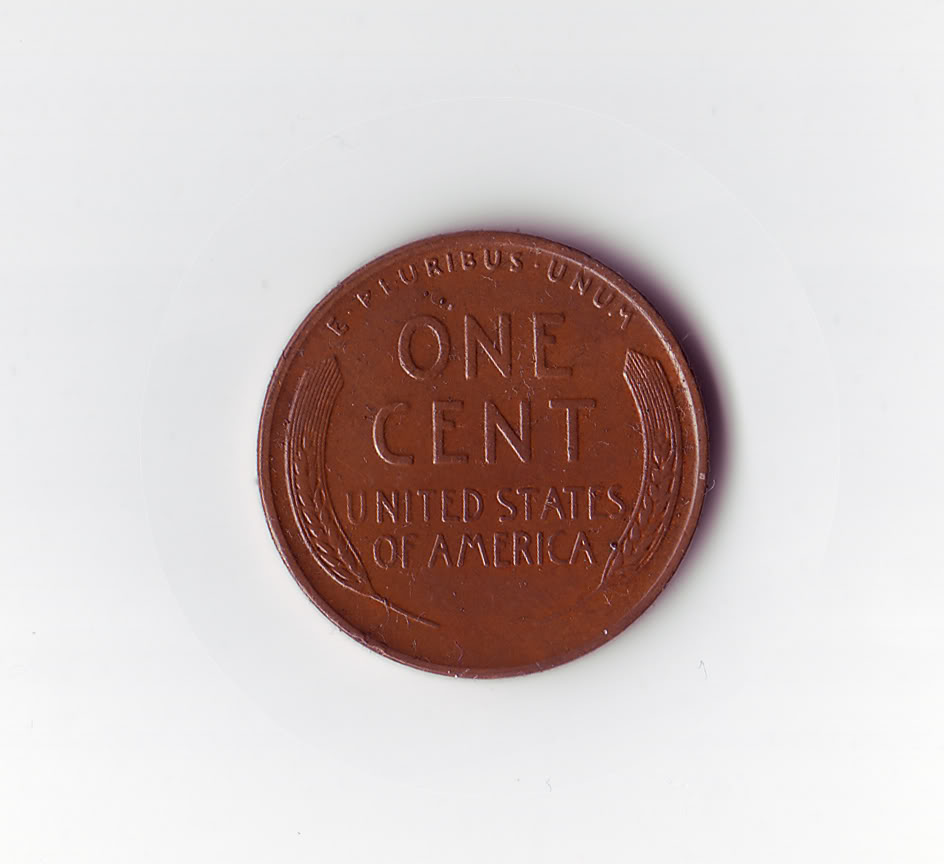 E · PLURIBUS · UNUM
ONE
CENT
UNITED STATES
OF AMERICA